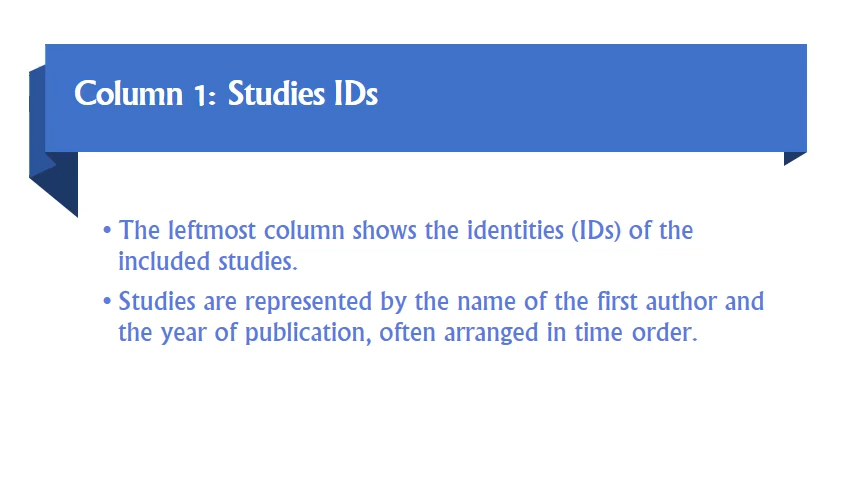 Column 1: Studies IDs
• The leftmost column shows the identities (IDs) of the
included studies.
• Studies are represented by the name of the first author and
the year of publication, often arranged in time order.